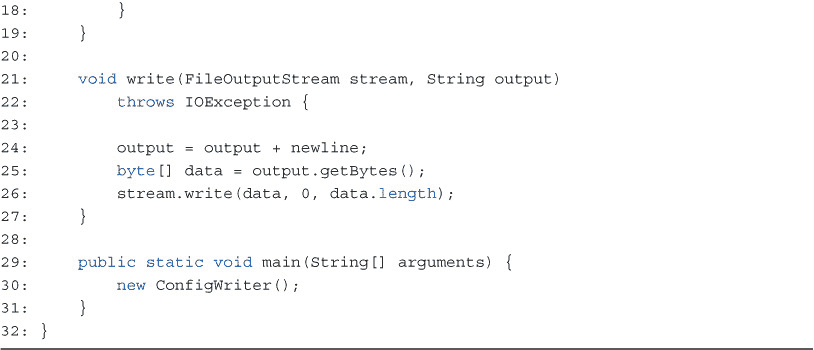 18:         }
19:     }
20:
21:     void write(FileOutputStream stream, String output)
22:         throws IOException {
23:
24:         output = output + newline;
25:         byte[] data = output.getBytes();
26:         stream.write(data, 0, data.length);
27:     }
28:
29:     public static void main(String[] arguments) {
30:         new ConfigWriter();
31:     }
32: }